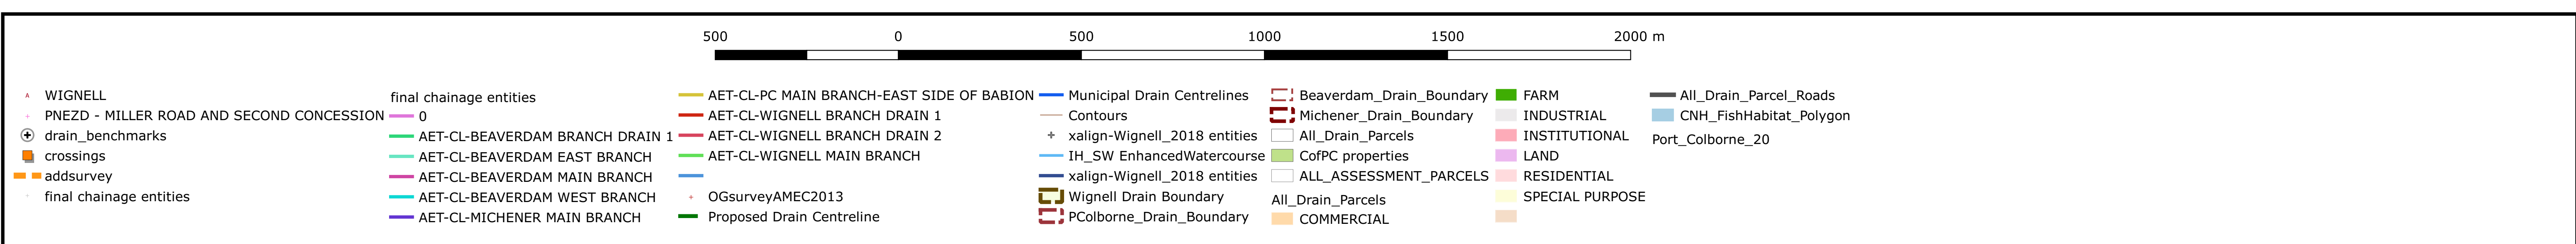 500 0 500 1000 1500 2000 m
WIGNELL
PNEZD - MILLER ROAD AND SECOND CONCESSION
drain_benchmarks
crossings
addsurvey
final chainage entities
final chainage entities
0
AET-CL-BEAVERDAM BRANCH DRAIN 1
AET-CL-BEAVERDAM EAST BRANCH
AET-CL-BEAVERDAM MAIN BRANCH
AET-CL-BEAVERDAM WEST BRANCH
AET-CL-MICHENER MAIN BRANCH
AET-CL-PC MAIN BRANCH-EAST SIDE OF BABION
AET-CL-WIGNELL BRANCH DRAIN 1
AET-CL-WIGNELL BRANCH DRAIN 2
AET-CL-WIGNELL MAIN BRANCH
OGsurveyAMEC2013
Proposed Drain Centreline
Municipal Drain Centrelines
Contours
xalign-Wignell_2018 entities
IH_SW EnhancedWatercourse
xalign-Wignell_2018 entities
Wignell Drain Boundary
PColborne_Drain_Boundary
Beaverdam_Drain_Boundary
Michener_Drain_Boundary
All_Drain_Parcels
CofPC properties
ALL_ASSESSMENT_PARCELS
All_Drain_Parcels
COMMERCIAL
FARM
INDUSTRIAL
INSTITUTIONAL
LAND
RESIDENTIAL
SPECIAL PURPOSE
All_Drain_Parcel_Roads
CNH_FishHabitat_Polygon
Port_Colborne_20